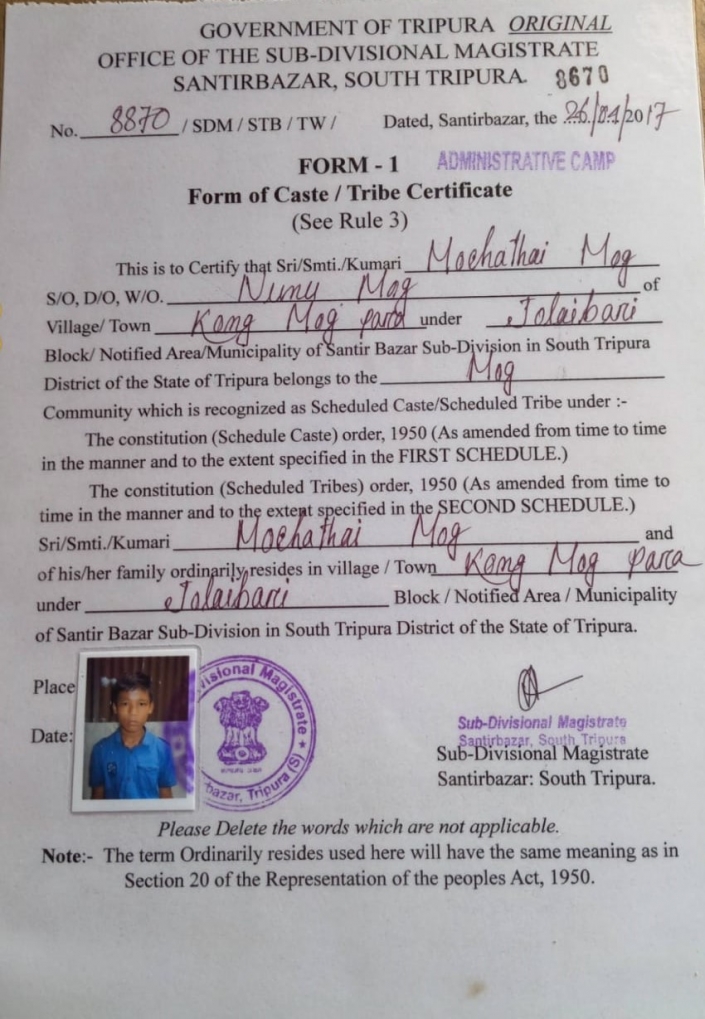 GOVERNMENT OF TRIPURA ORIGINAL
OFFICE OF THE SUB-DIVISIONAL MAGISTRATE
SANTIRBAZAR, SOUTH TRIPURA. 8670
No. 8870 / SDM / STB / TW / Dated, Santirbazar, the 26/04/2017
FORM - 1 ADMINISTRATIVE CAMP
Form of Caste / Tribe Certificate
(See Rule 3)
This is to Certify that Sri/Smti./Kumari Mochathai Mog
S/O, D/O, W/O. Mog of
Village/ Town Kong Mog para under Jolaibari
Block/ Notified Area/Municipality of Santir Bazar Sub-Division in South Tripura
District of the State of Tripura belongs to the Mog
Community which is recognized as Scheduled Caste/Scheduled Tribe under :-
The constitution (Schedule Caste) order, 1950 (As amended from time to time
in the manner and to the extent specified in the FIRST SCHEDULE.)
The constitution (Scheduled Tribes) order, 1950 (As amended from time to
time in the manner and to the extent specified in the SECOND SCHEDULE.)
Sri/Smti./Kumari Mochathai Mog and
of his/her family ordinarily resides in village / Town Kong Mog para
under Jolaibari Block / Notified Area / Municipality
of Santir Bazar Sub-Division in South Tripura District of the State of Tripura.
Place
Date:
visional Magistrate ★
bazar, Tripura (S)
Sub-Divisional Magistrate
Santirbazar, South Tripura
Sub-Divisional Magistrate
Santirbazar: South Tripura.
Please Delete the words which are not applicable.
Note:- The term Ordinarily resides used here will have the same meaning as in
Section 20 of the Representation of the peoples Act, 1950.